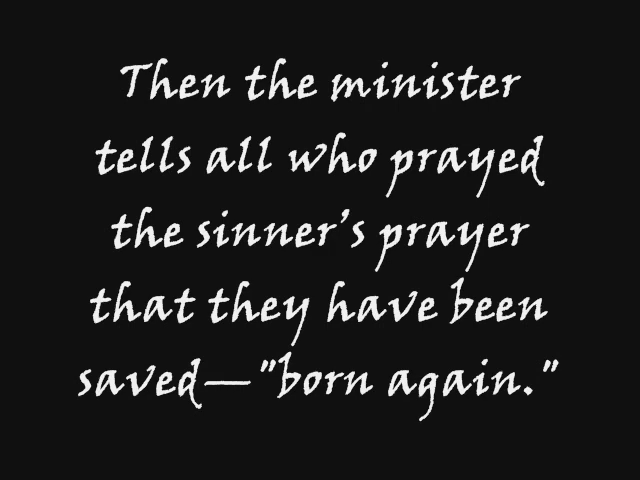 Then the minister
tells all who prayed
the sinner’s prayer
that they have been
saved—"born again."